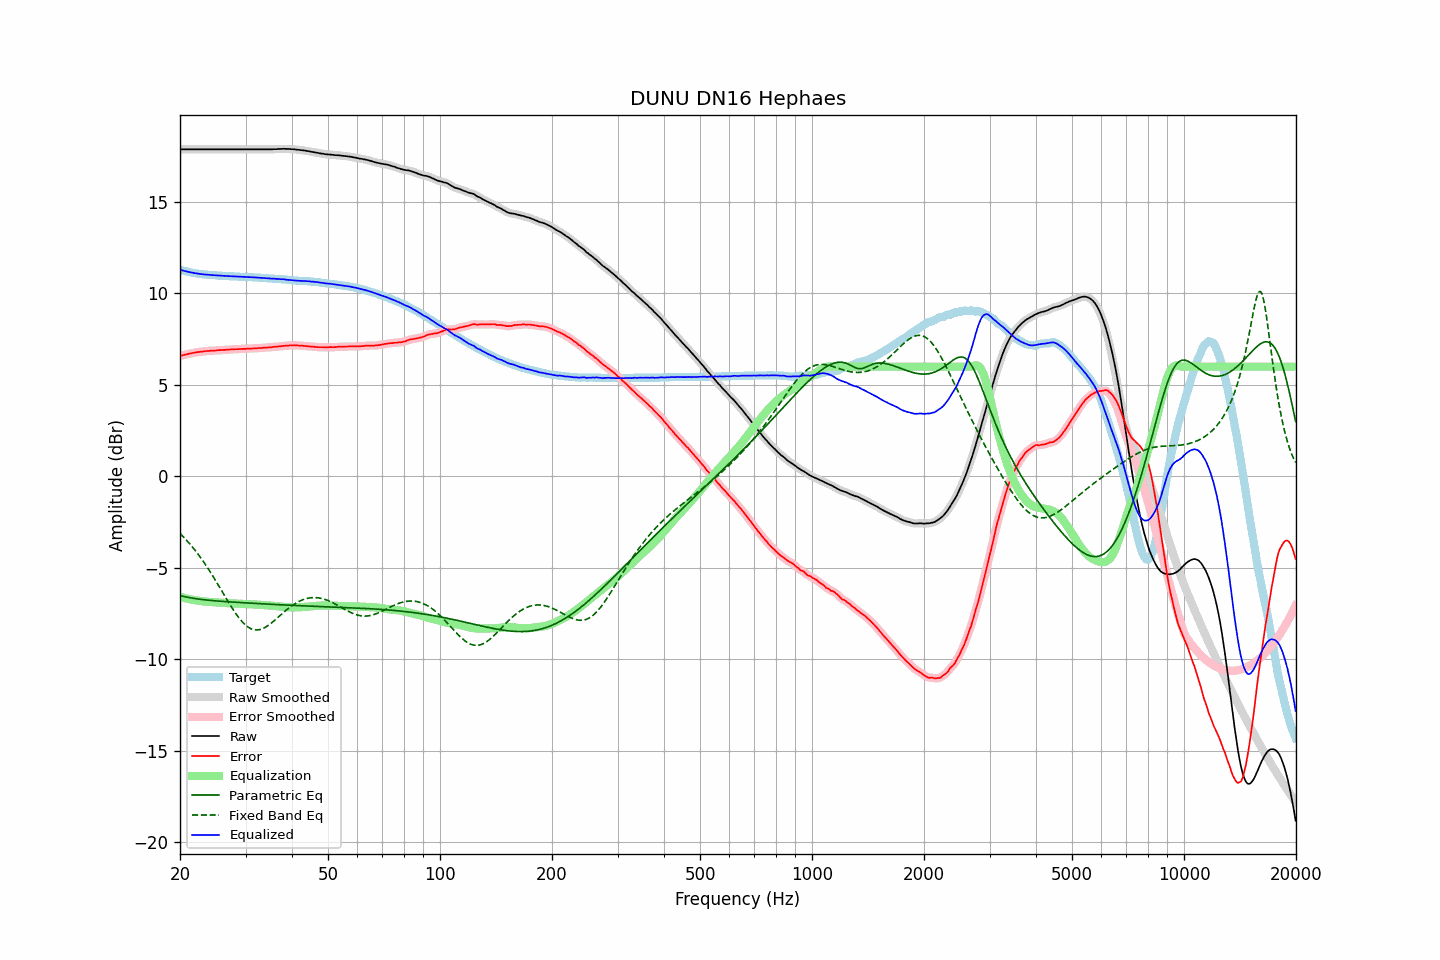 DUNU DN16 Hephaes
Amplitude (dBr)
15
10
5
0
−5
−10
−15
−20
Target
Raw Smoothed
Error Smoothed
Raw
Error
Equalization
Parametric Eq
Fixed Band Eq
Equalized
20 50 100 200 500 1000 2000 5000 10000 20000
Frequency (Hz)